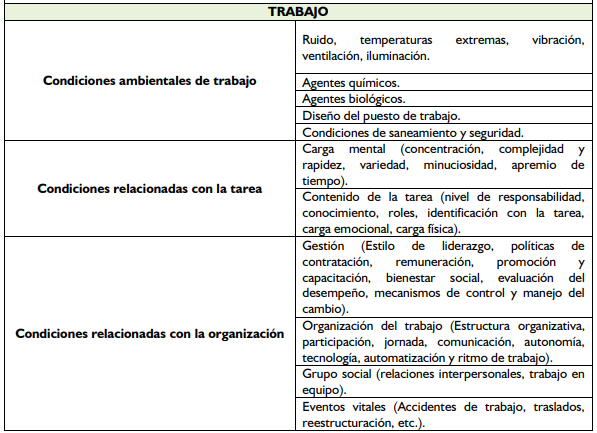 TRABAJO
Condiciones ambientales de trabajo
Ruido, temperaturas extremas, vibración,
ventilación, iluminación.
Agentes químicos.
Agentes biológicos.
Diseño del puesto de trabajo.
Condiciones de saneamiento y seguridad.
Condiciones relacionadas con la tarea
Carga mental (concentración, complejidad y
rapidez, variedad, minuciosidad, apremio de
tiempo).
Contenido de la tarea (nivel de responsabilidad,
conocimiento, roles, identificación con la tarea,
carga emocional, carga física).
Condiciones relacionadas con la organización
Gestión (Estilo de liderazgo, políticas de
contratación, remuneración, promoción y
capacitación, bienestar social, evaluación del
desempeño, mecanismos de control y manejo del
cambio).
Organización del trabajo (Estructura organizativa,
participación, jornada, comunicación, autonomía,
tecnología, automatización y ritmo de trabajo).
Grupo social (relaciones interpersonales, trabajo en
equipo).
Eventos vitales (Accidentes de trabajo, traslados,
reestructuración, etc.).